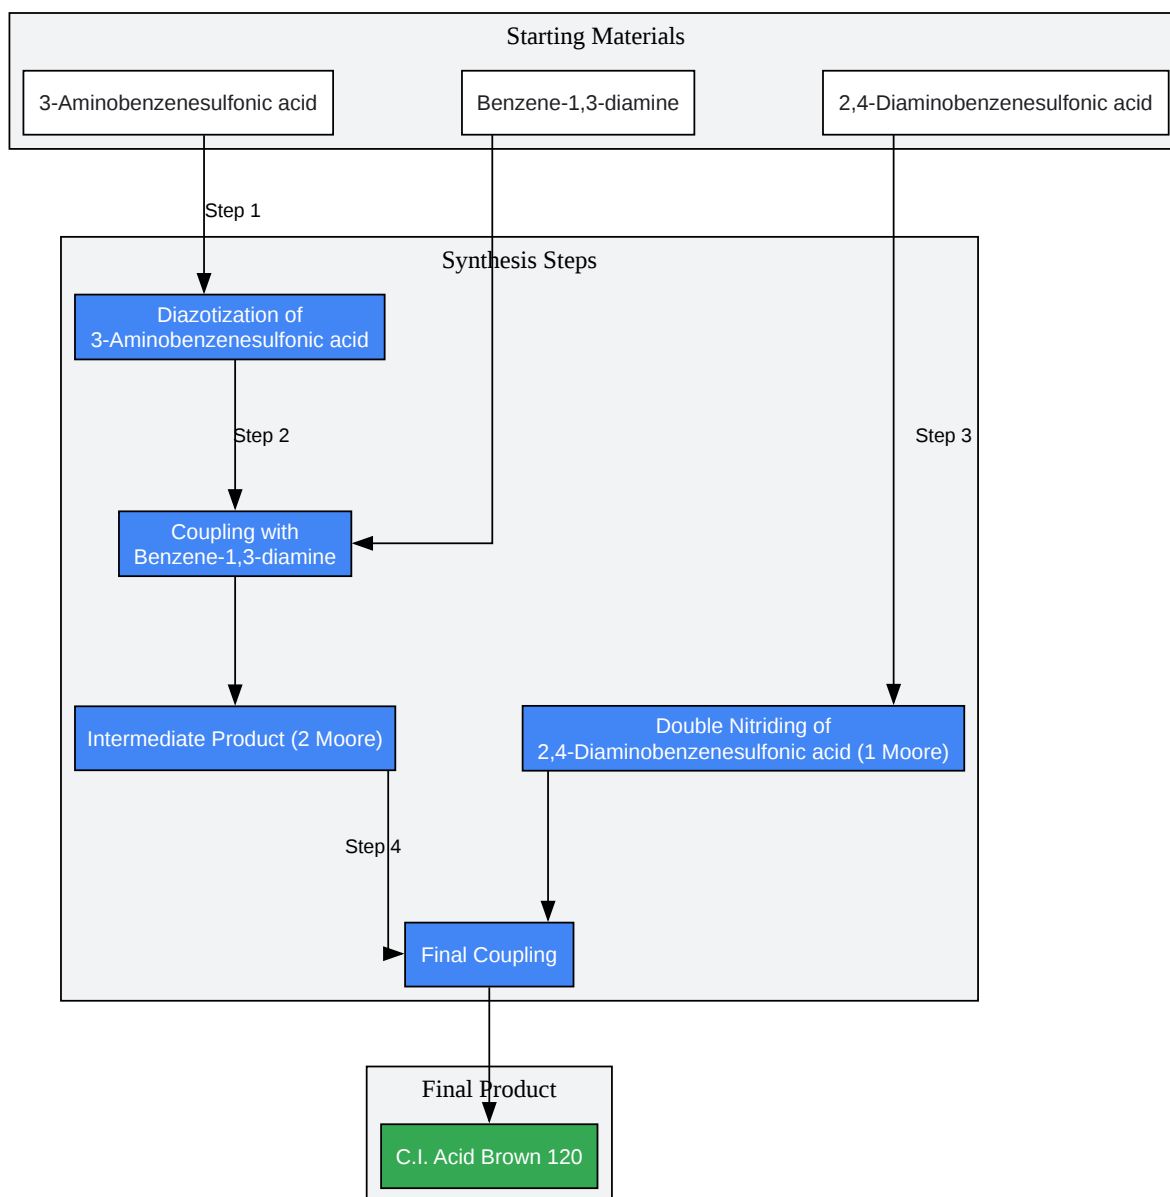 Starting Materials
3-Aminobenzenesulfonic acid
Benzene-1,3-diamine
2,4-Diaminobenzenesulfonic acid
Step 1
Synthesis Steps
Diazotization of
3-Aminobenzenesulfonic acid
Step 2
Step 3
Coupling with
Benzene-1,3-diamine
Intermediate Product (2 Moore)
Double Nitriding of
2,4-Diaminobenzenesulfonic acid (1 Moore)
Step 4
Final Coupling
Final Product
C.I. Acid Brown 120